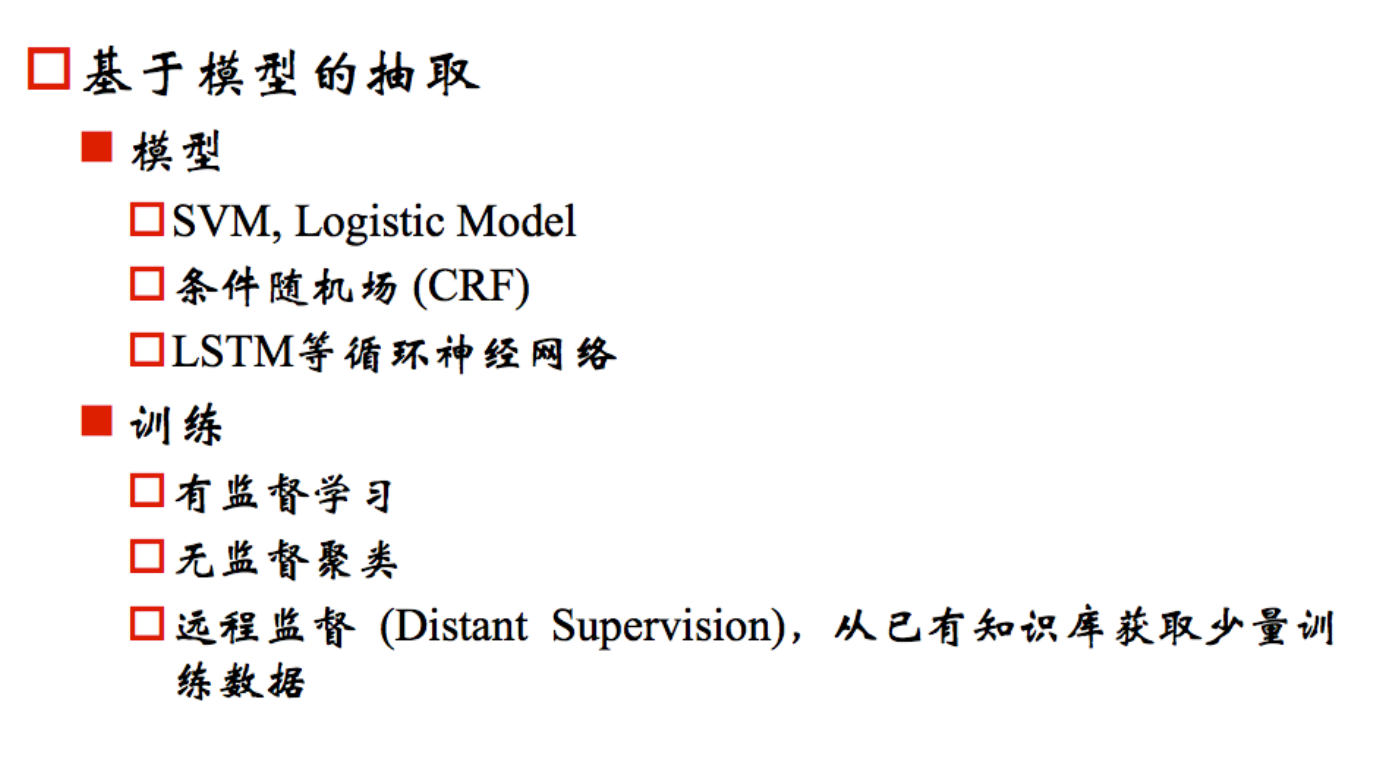 基于模型的抽取
模型
SVM, Logistic Model
条件随机场 (CRF)
LSTM等循环神经网络
训练
有监督学习
无监督聚类
远程监督 (Distant Supervision)，从已有知识库获取少量训
练数据